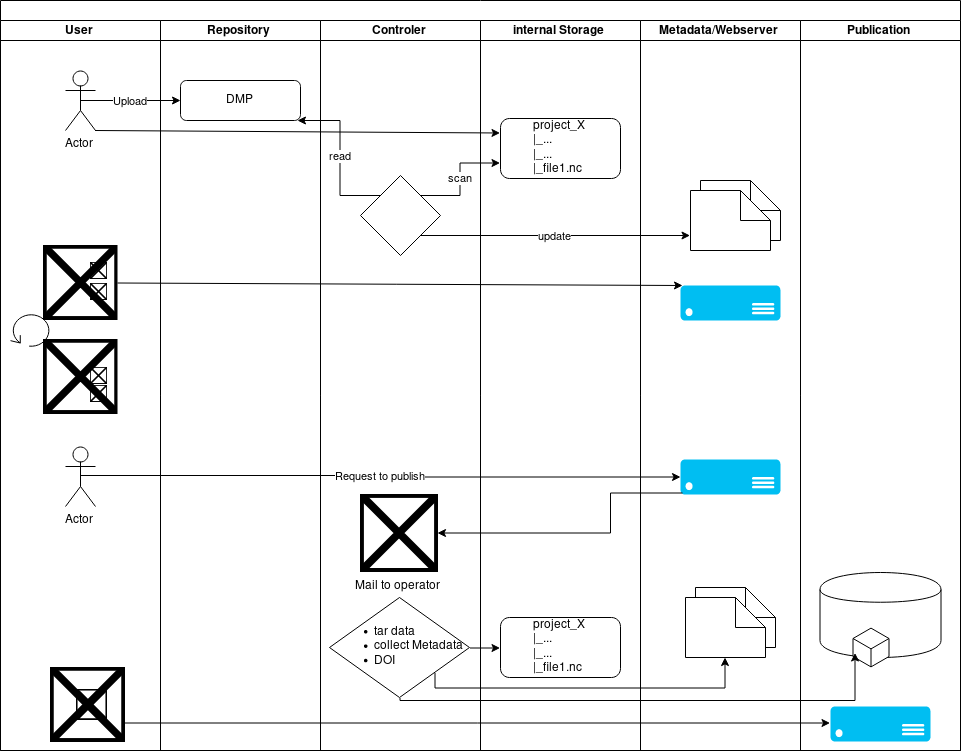 User
Repository
Controler
internal Storage
Metadata/Webserver
Publication
Upload
DMP
Actor
project_X
|_...
|_...
|_file1.nc
read
scan
update
Actor
Request to publish
Mail to operator
• tar data
• collect Metadata
• DOI
project_X
|_...
|_...
|_file1.nc